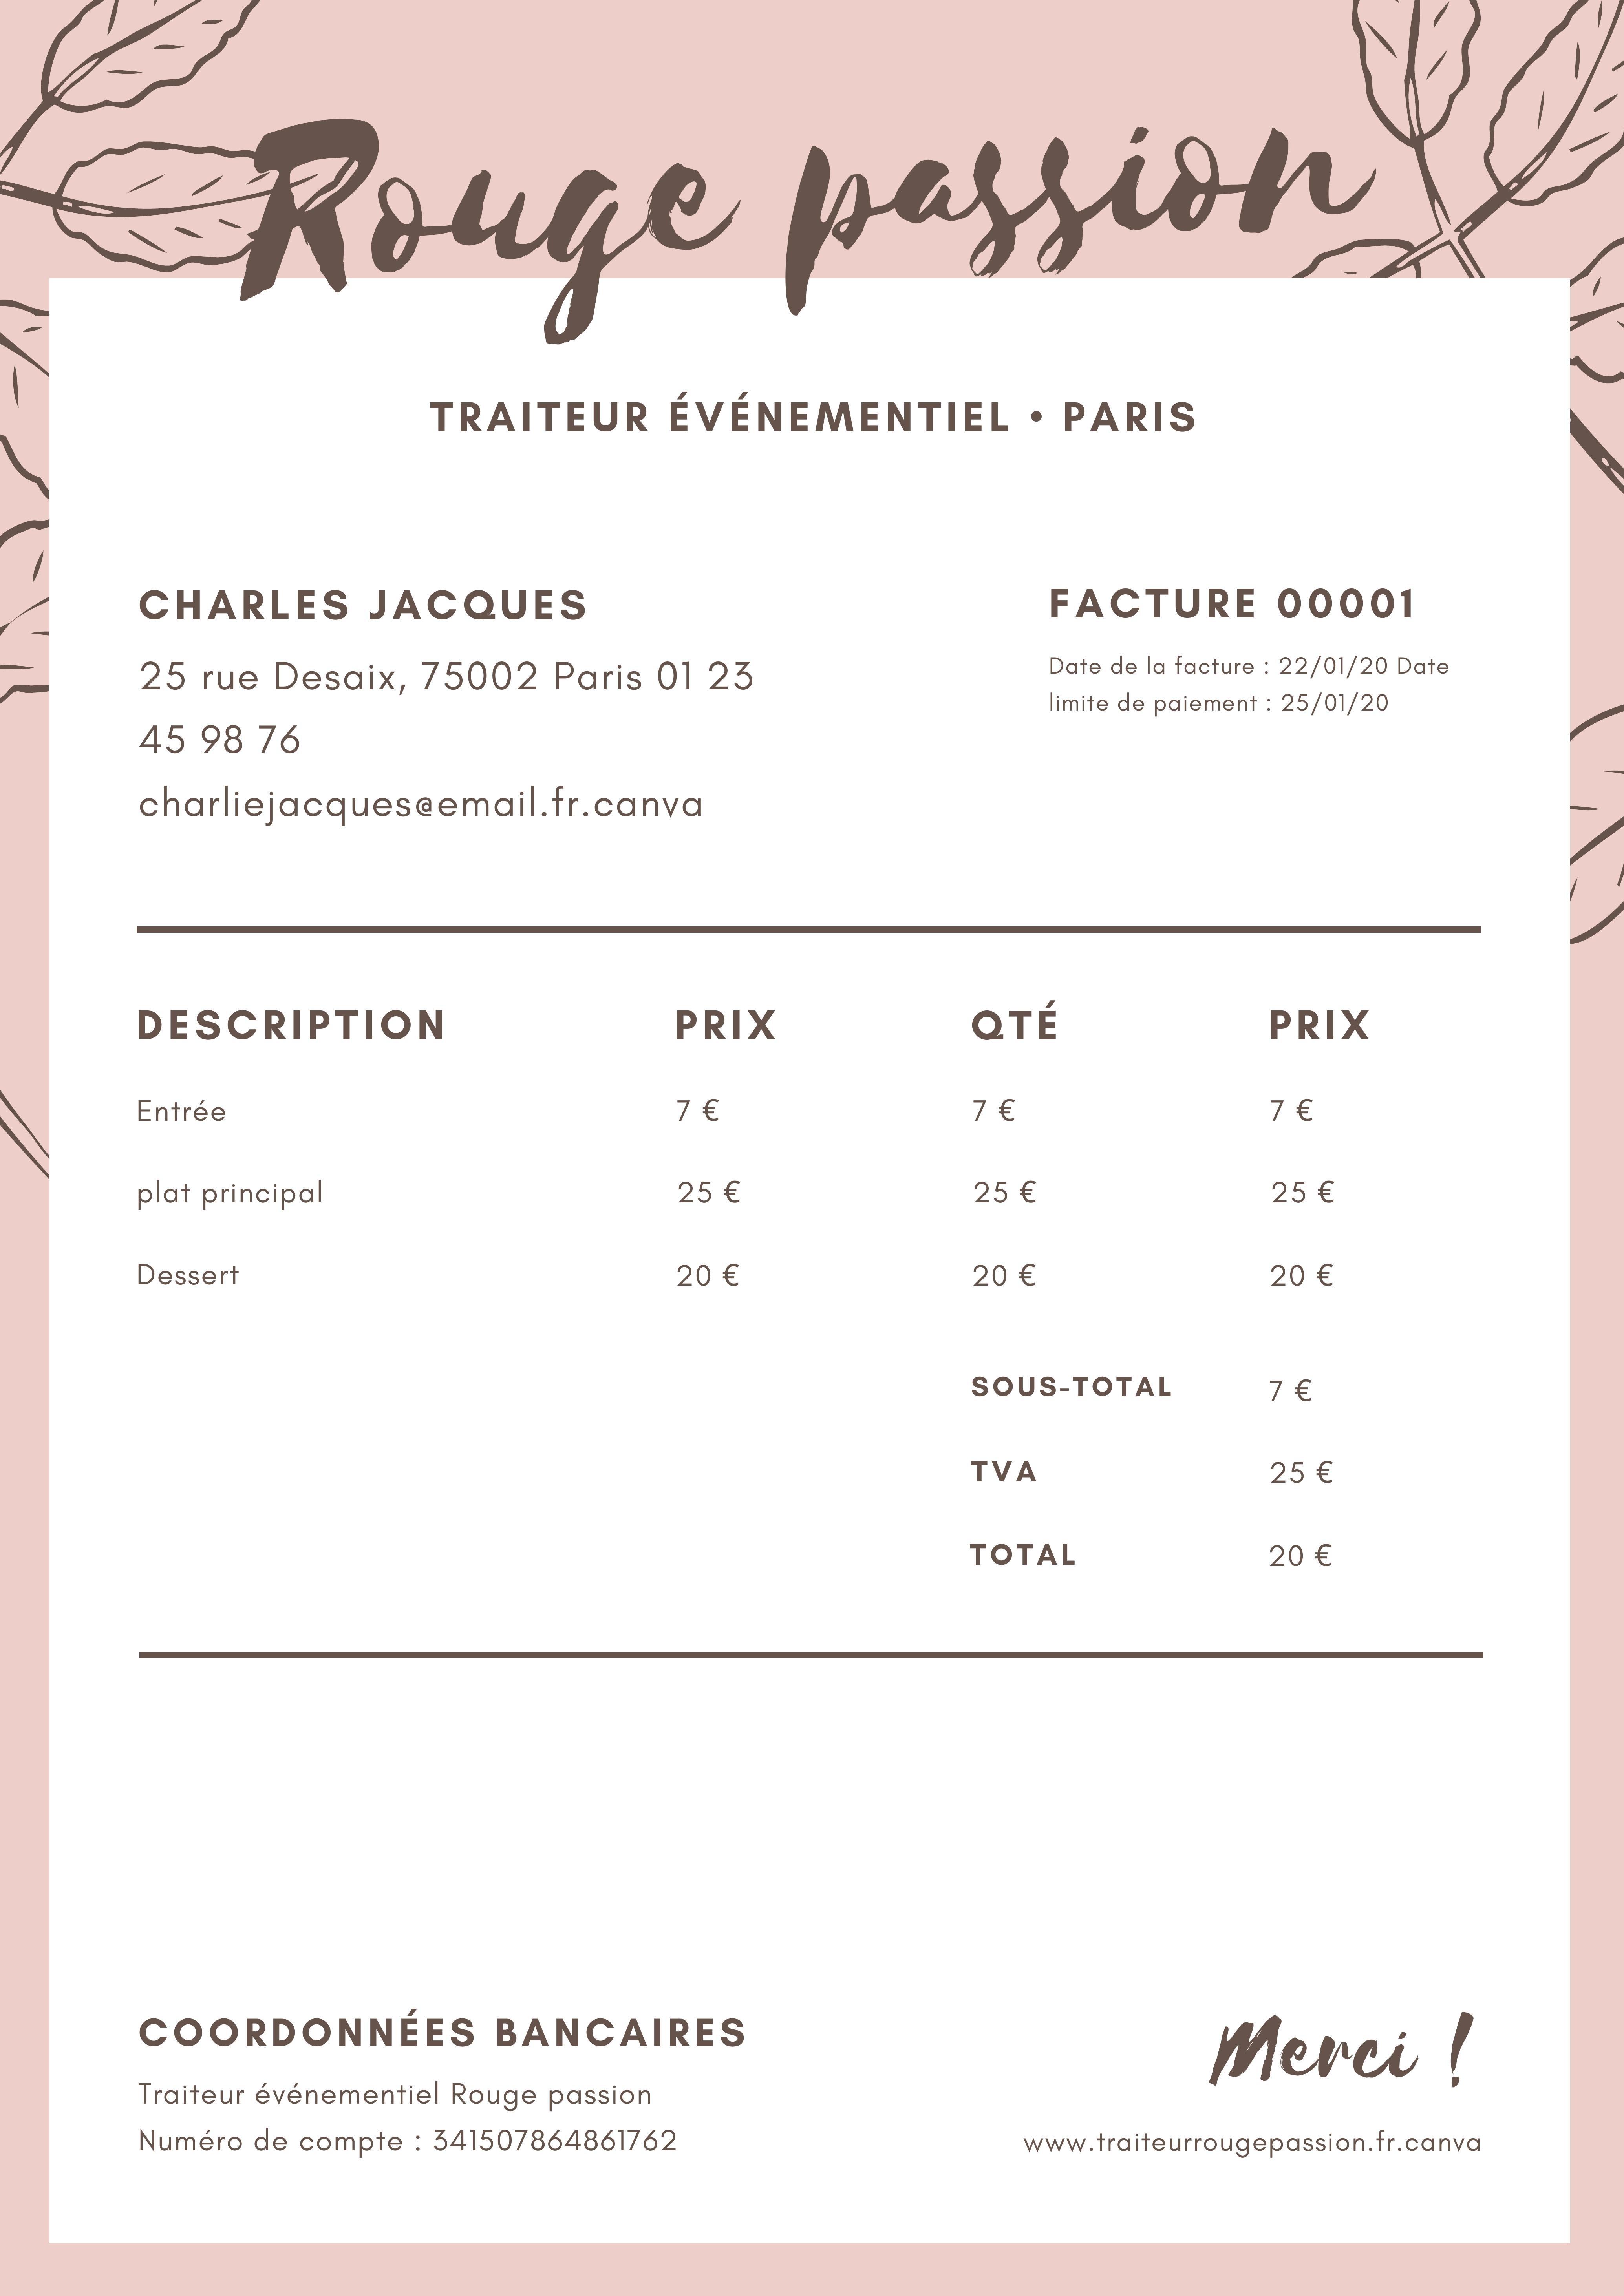 Rouge passion
TRAITEUR ÉVÉNEMENTIEL • PARIS
CHARLES JACQUES
25 rue Desaix, 75002 Paris 01 23
45 98 76
charliejacques@email.fr.canva
FACTURE 00001
Date de la facture : 22/01/20 Date
limite de paiement : 25/01/20
DESCRIPTION PRIX QTÉ PRIX
Entrée 7 € 7 € 7 €
plat principal 25 € 25 € 25 €
Dessert 20 € 20 € 20 €
SOUS-TOTAL 7 €
TVA 25 €
TOTAL 20 €
COORDONNÉES BANCAIRES
Traiteur événementiel Rouge passion
Numéro de compte : 341507864861762
Merci !
www.traiteurrougepassion.fr.canva